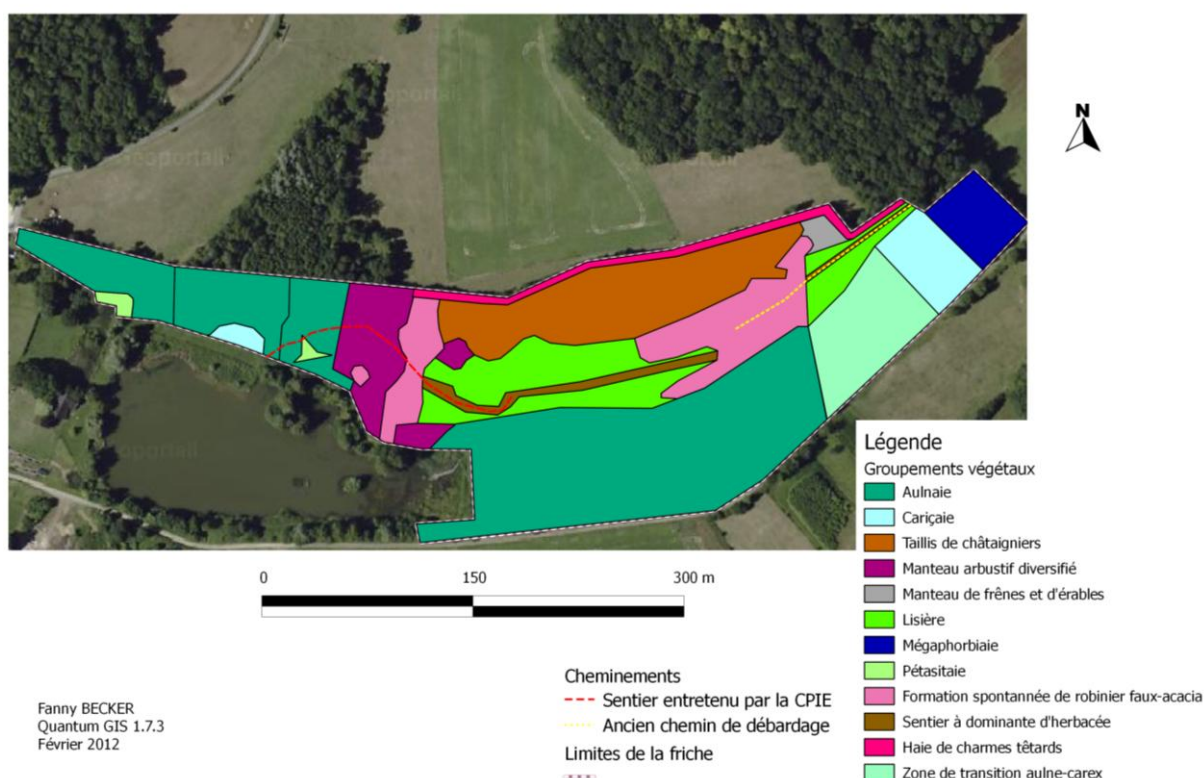 N
géoportail
0 150 300 m
Légende
Groupements végétaux
Aulnaie
Cariçaie
Taillis de châtaigniers
Manteau arbustif diversifié
Manteau de frênes et d'érables
Lisière
Mégaphorbiaie
Pétasitaie
Formation spontannée de robinier faux-acacia
Sentier à dominante d'herbacée
Haie de charmes têtards
Zone de transition aulne-carex
Cheminements
Sentier entretenu par la CPIE
Ancien chemin de débardage
Limites de la friche
Fanny BECKER
Quantum GIS 1.7.3
Février 2012